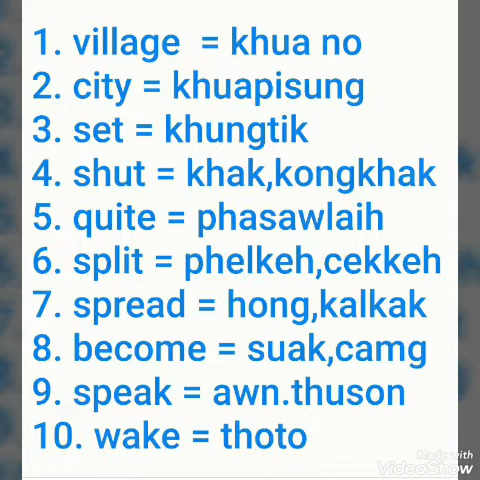 1. village  = khua no
2. city = khuapisung
3. set = khungtik
4. shut = khak,kongkhak
5. quite = phasawlaih
6. split = phelkeh,cekkeh
7. spread = hong,kalkak
8. become = suak,camg
9. speak = awn.thuson
10. wake = thoto
Made with
VideoShow